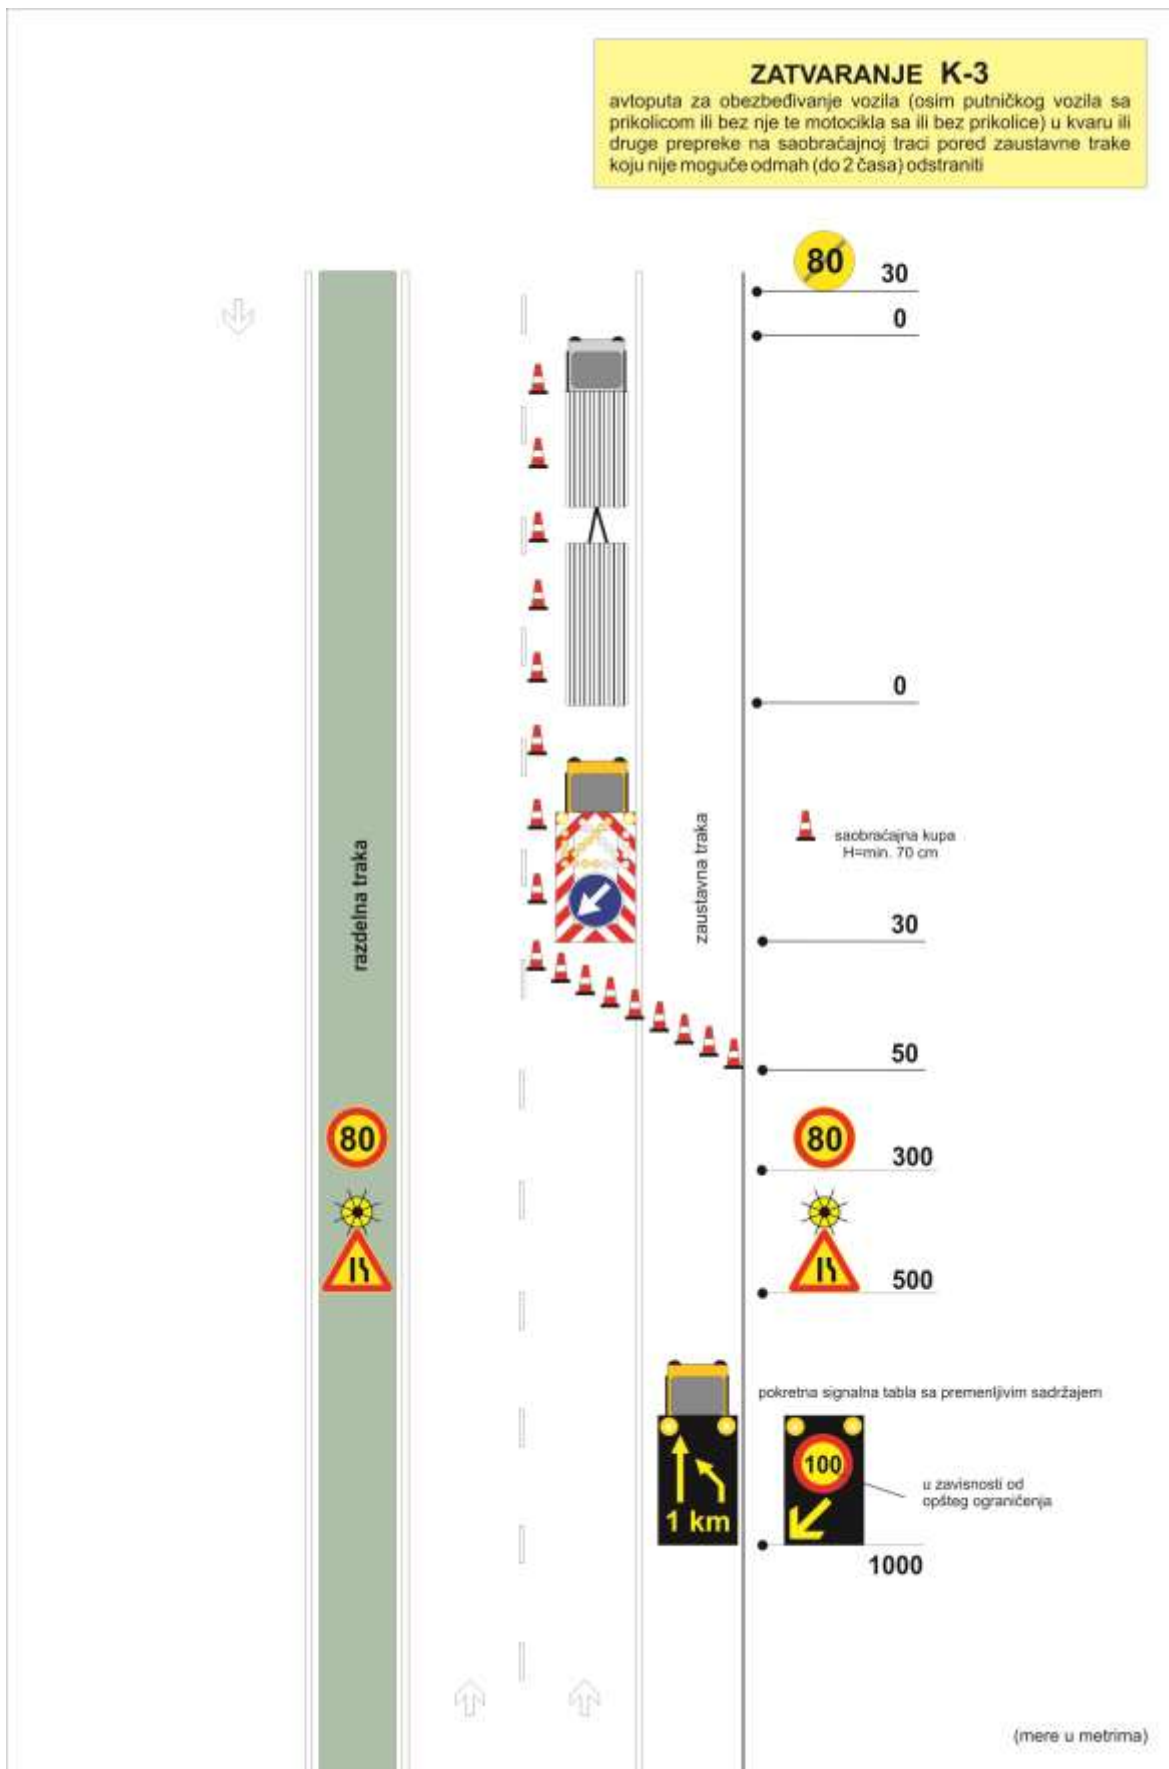 ZATVARANJE K-3
avtoputa za obezbeđivanje vozila (osim putničkog vozila sa
prikolicom ili bez nje te motocikla sa ili bez prikolice) u kvaru ili
druge prepreke na saobraćajnoj traci pored zaustavne trake
koju nije moguče odmah (do 2 časa) odstraniti
80
30
0
0
saobraćajna kupa
H=min. 70 cm
razdelna traka
zaustavna traka
30
50
80
80
300
500
pokretna signalna tabla sa premenljivim sadržajem
1 km
100
u zavisnosti od
opšteg ograničenja
1000
(mere u metrima)